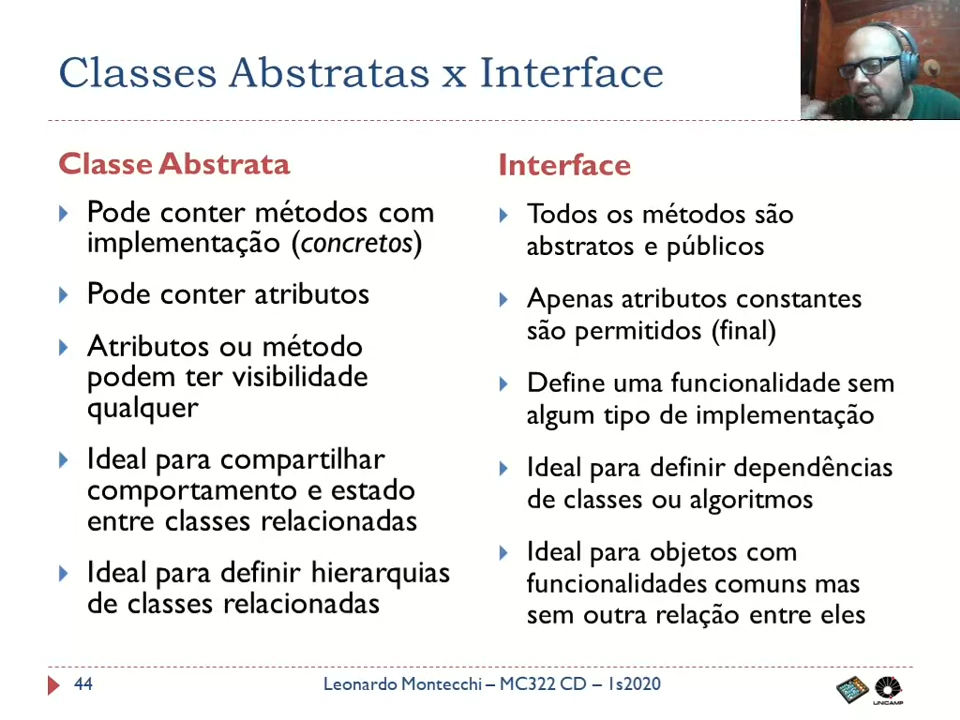 Classes Abstratas x Interface
Classe Abstrata
Pode conter métodos com
implementação (concretos)
Pode conter atributos
Atributos ou método
podem ter visibilidade
qualquer
Ideal para compartilhar
comportamento e estado
entre classes relacionadas
Ideal para definir hierarquias
de classes relacionadas
Interface
Todos os métodos são
abstratos e públicos
Apenas atributos constantes
são permitidos (final)
Define uma funcionalidade sem
algum tipo de implementação
Ideal para definir dependências
de classes ou algoritmos
Ideal para objetos com
funcionalidades comuns mas
sem outra relação entre eles
44
Leonardo Montecchi – MC322 CD – 1s2020
UNICAMP